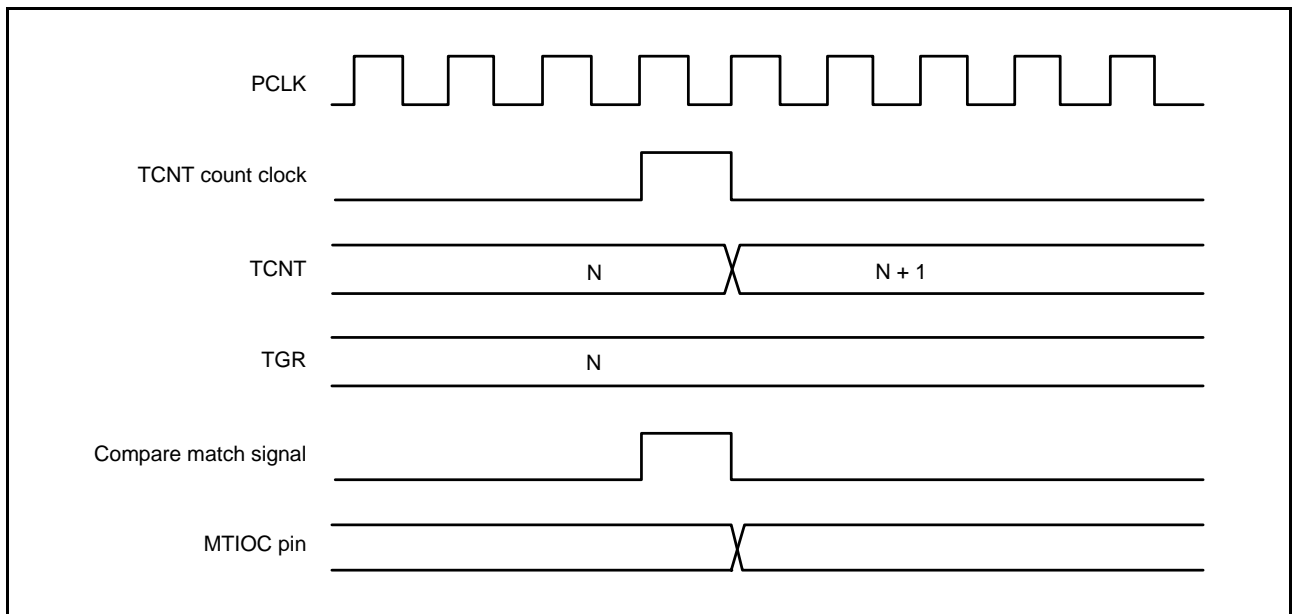 PCLK
TCNT count clock
TCNT
N
N + 1
TGR
N
Compare match signal
MTIOC pin